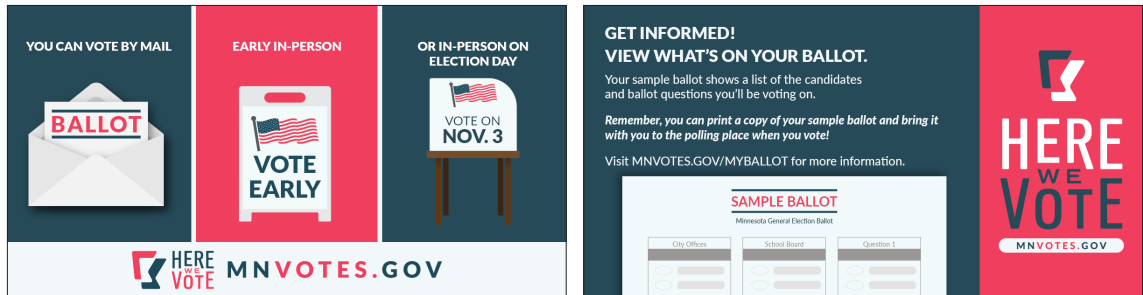 YOU CAN VOTE BY MAIL
BALLOT
EARLY IN-PERSON
VOTE
EARLY
OR IN-PERSON ON
ELECTION DAY
VOTE ON
NOV. 3
HERE
WE
VOTE
MNVOTES.GOV
GET INFORMED!
VIEW WHAT'S ON YOUR BALLOT.
Your sample ballot shows a list of the candidates
and ballot questions you'll be voting on.
Remember, you can print a copy of your sample ballot and bring it
with you to the polling place when you vote!
Visit MNVOTES.GOV/MYBALLOT for more information.
SAMPLE BALLOT
Minnesota General Election Ballot
City Offices
School Board
Question 1
HERE
WE
VOTE
MNVOTES.GOV